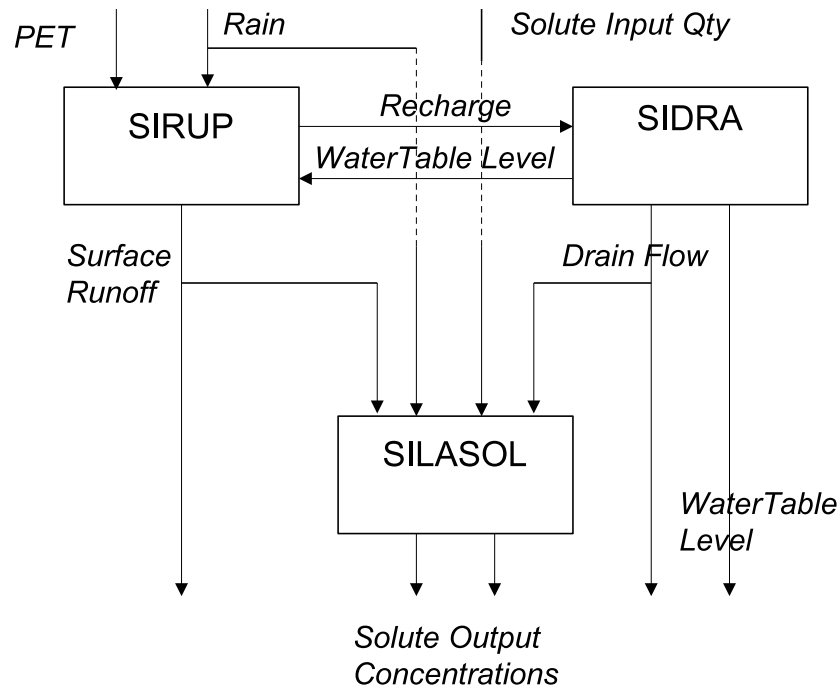 PET
Rain
Solute Input Qty
SIRUP
Recharge
SIDRA
WaterTable Level
Surface
Runoff
Drain Flow
SILASOL
WaterTable
Level
Solute Output
Concentrations